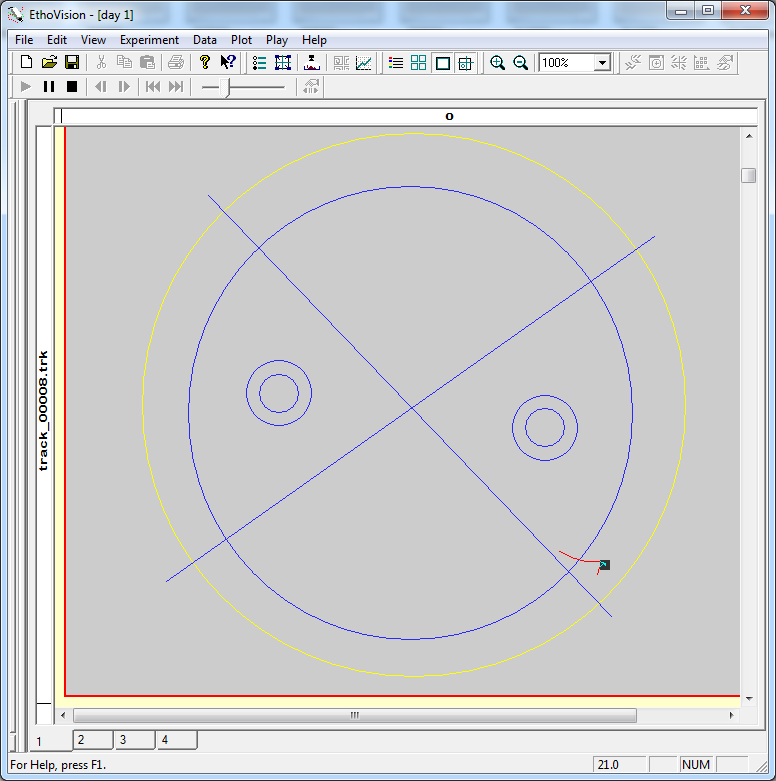 EthoVision - [day 1]
File Edit View Experiment Data Plot Play Help
100%
o
track_00008.trk
1 2 3 4
For Help, press F1. 21.0 NUM